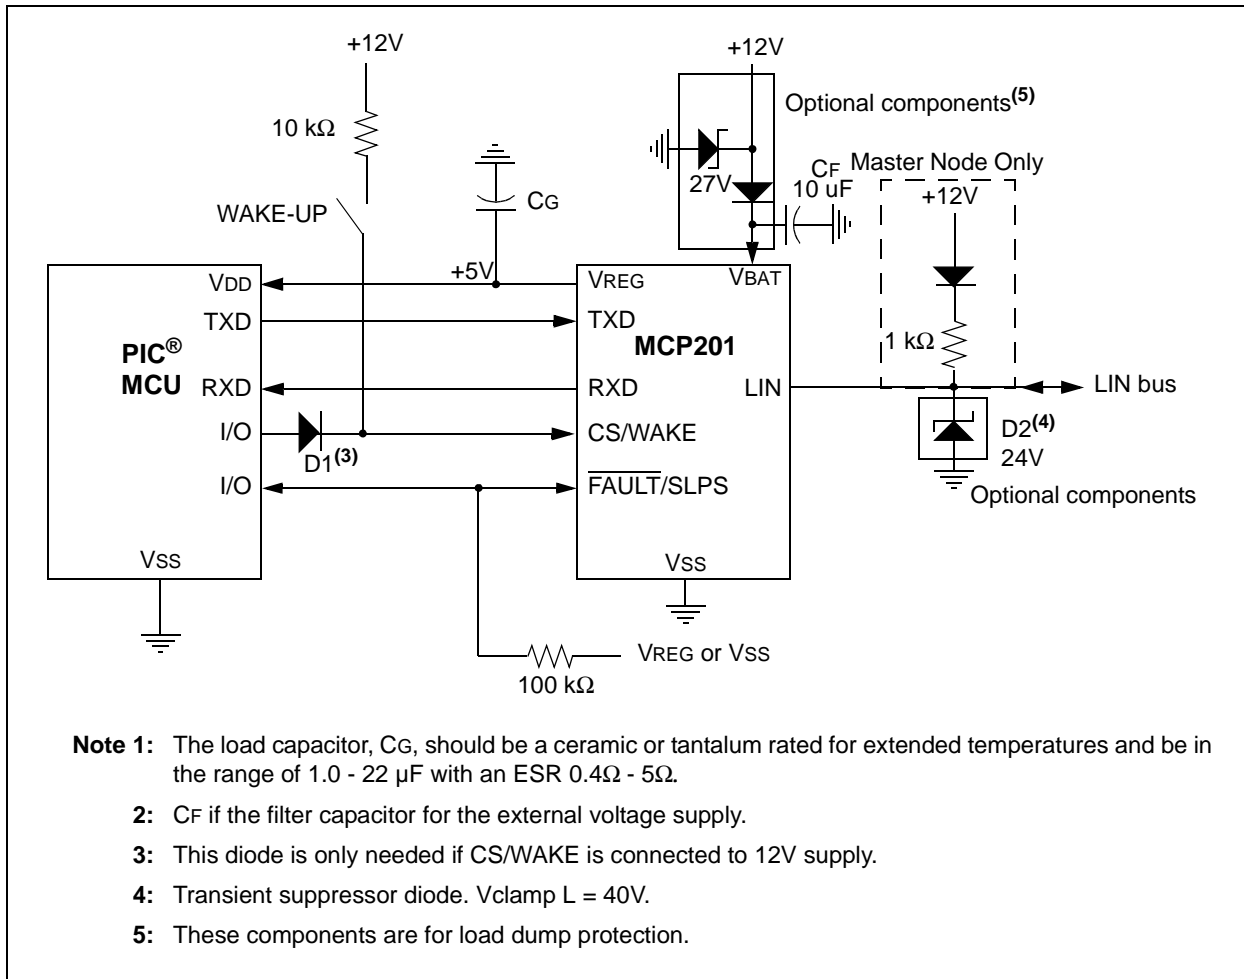 +12V
+12V
Optional components(5)
10 kΩ
27V
CF
10 uF
Master Node Only
+12V
CG
WAKE-UP
+5V
VDD
VREG
VBAT
TXD
TXD
PIC®
MCU
MCP201
1 kΩ
RXD
RXD
LIN
LIN bus
I/O
D1(3)
CS/WAKE
D2(4)
24V
I/O
FAULT/SLPS
Optional components
VSS
VSS
VREG or VSS
100 kΩ
Note 1: The load capacitor, CG, should be a ceramic or tantalum rated for extended temperatures and be in
the range of 1.0 - 22 µF with an ESR 0.4Ω - 5Ω.
2: CF if the filter capacitor for the external voltage supply.
3: This diode is only needed if CS/WAKE is connected to 12V supply.
4: Transient suppressor diode. Vclamp L = 40V.
5: These components are for load dump protection.